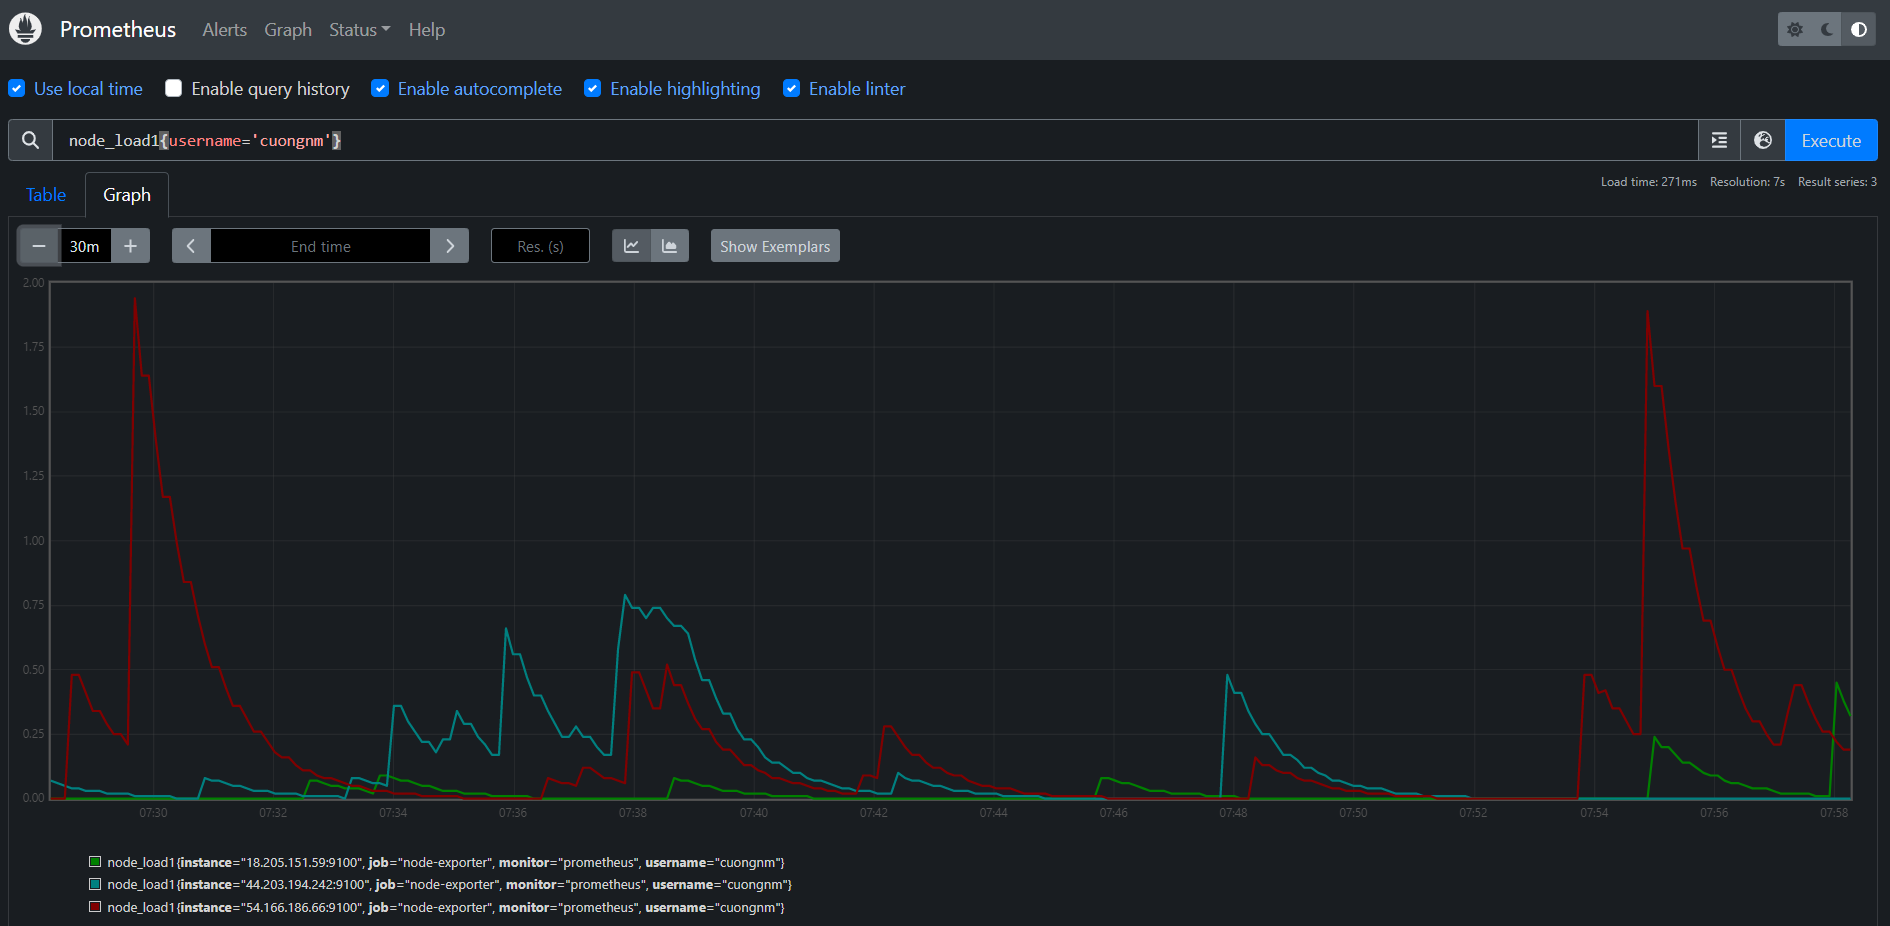 Prometheus Alerts Graph Status Help
Use local time Enable query history Enable autocomplete Enable highlighting Enable linter
node_load1{username='cuongnm'} Execute
Table Graph Load time: 271ms Resolution: 7s Result series: 3
30m End time Res. (s) Show Exemplars
2.00
1.75
1.50
1.25
1.00
0.75
0.50
0.25
0.00
07:30 07:32 07:34 07:36 07:38 07:40 07:42 07:44 07:46 07:48 07:50 07:52 07:54 07:56 07:58
node_load1{instance="18.205.151.59:9100", job="node-exporter", monitor="prometheus", username="cuongnm"}
node_load1{instance="44.203.194.242:9100", job="node-exporter", monitor="prometheus", username="cuongnm"}
node_load1{instance="54.166.186.66:9100", job="node-exporter", monitor="prometheus", username="cuongnm"}